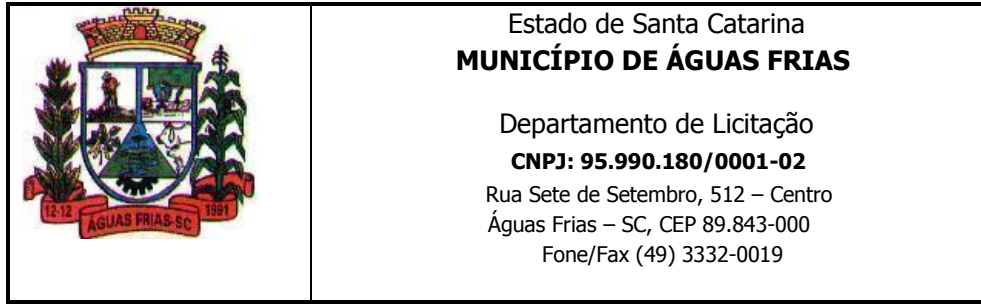 Estado de Santa Catarina
MUNICÍPIO DE ÁGUAS FRIAS
Departamento de Licitação
CNPJ: 95.990.180/0001-02
Rua Sete de Setembro, 512 – Centro
Águas Frias – SC, CEP 89.843-000
Fone/Fax (49) 3332-0019
12-12
ÁGUAS FRIAS-SC
1991